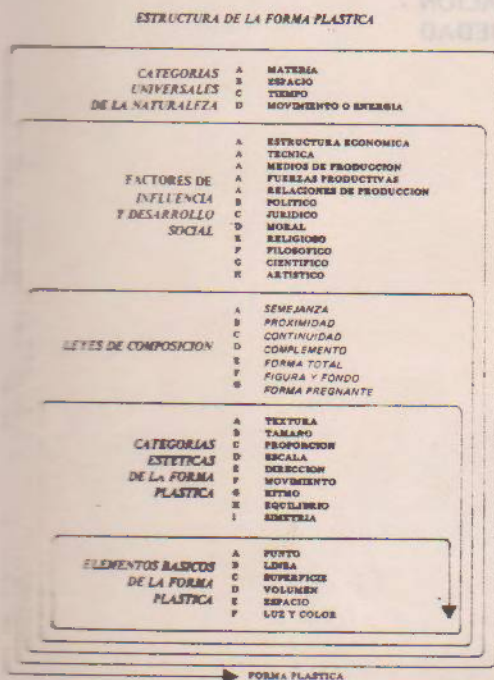 ESTRUCTURA DE LA FORMA PLASTICA
CATEGORIAS
UNIVERSALES
DE LA NATURALEZA
A MATERIA
B ESPACIO
C TIEMPO
D MOVIMIENTO O ENERGIA
FACTORES DE
INFLUENCIA
Y DESARROLLO
SOCIAL
A ESTRUCTURA ECONOMICA
A TECNICA
A MEDIOS DE PRODUCCION
A FUERZAS PRODUCTIVAS
A RELACIONES DE PRODUCCION
B POLITICO
C JURIDICO
D MORAL
E RELIGIOSO
F FILOSOFICO
G CIENTIFICO
H ARTISTICO
LEYES DE COMPOSICION
A SEMEJANZA
B PROXIMIDAD
C CONTINUIDAD
D COMPLEMENTO
E FORMA TOTAL
F FIGURA Y FONDO
G FORMA PREGNANTE
CATEGORIAS
ESTETICAS
DE LA FORMA
PLASTICA
A TEXTURA
B TAMAÑO
C PROPORCION
D ESCALA
E DIRECCION
F MOVIMIENTO
G RITMO
H EQUILIBRIO
I SIMETRIA
ELEMENTOS BASICOS
DE LA FORMA
PLASTICA
A PUNTO
B LINEA
C SUPERFICIE
D VOLUMEN
E ESPACIO
F LUZ Y COLOR
FORMA PLASTICA